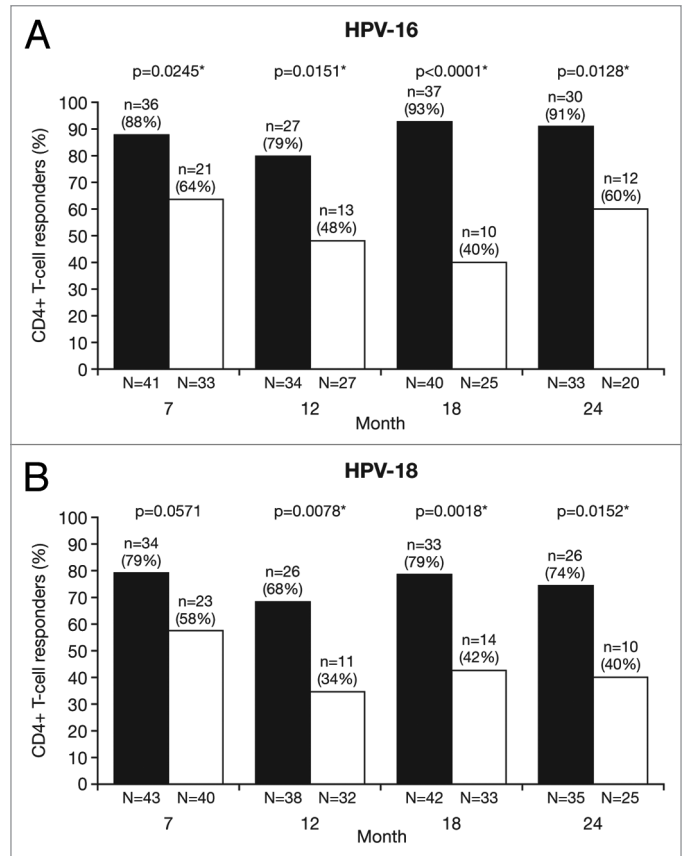 A
HPV-16
p=0.0245* p=0.0151* p<0.0001* p=0.0128*
n=36
(88%)
n=21
(64%)
n=27
(79%)
n=13
(48%)
n=37
(93%)
n=10
(40%)
n=30
(91%)
n=12
(60%)
CD4+ T-cell responders (%)
100
90
80
70
60
50
40
30
20
10
0
N=41 N=33 N=34 N=27 N=40 N=25 N=33 N=20
7 12 18 24
Month
B
HPV-18
p=0.0571 p=0.0078* p=0.0018* p=0.0152*
n=34
(79%)
n=23
(58%)
n=26
(68%)
n=11
(34%)
n=33
(79%)
n=14
(42%)
n=26
(74%)
n=10
(40%)
CD4+ T-cell responders (%)
100
90
80
70
60
50
40
30
20
10
0
N=43 N=40 N=38 N=32 N=42 N=33 N=35 N=25
7 12 18 24
Month